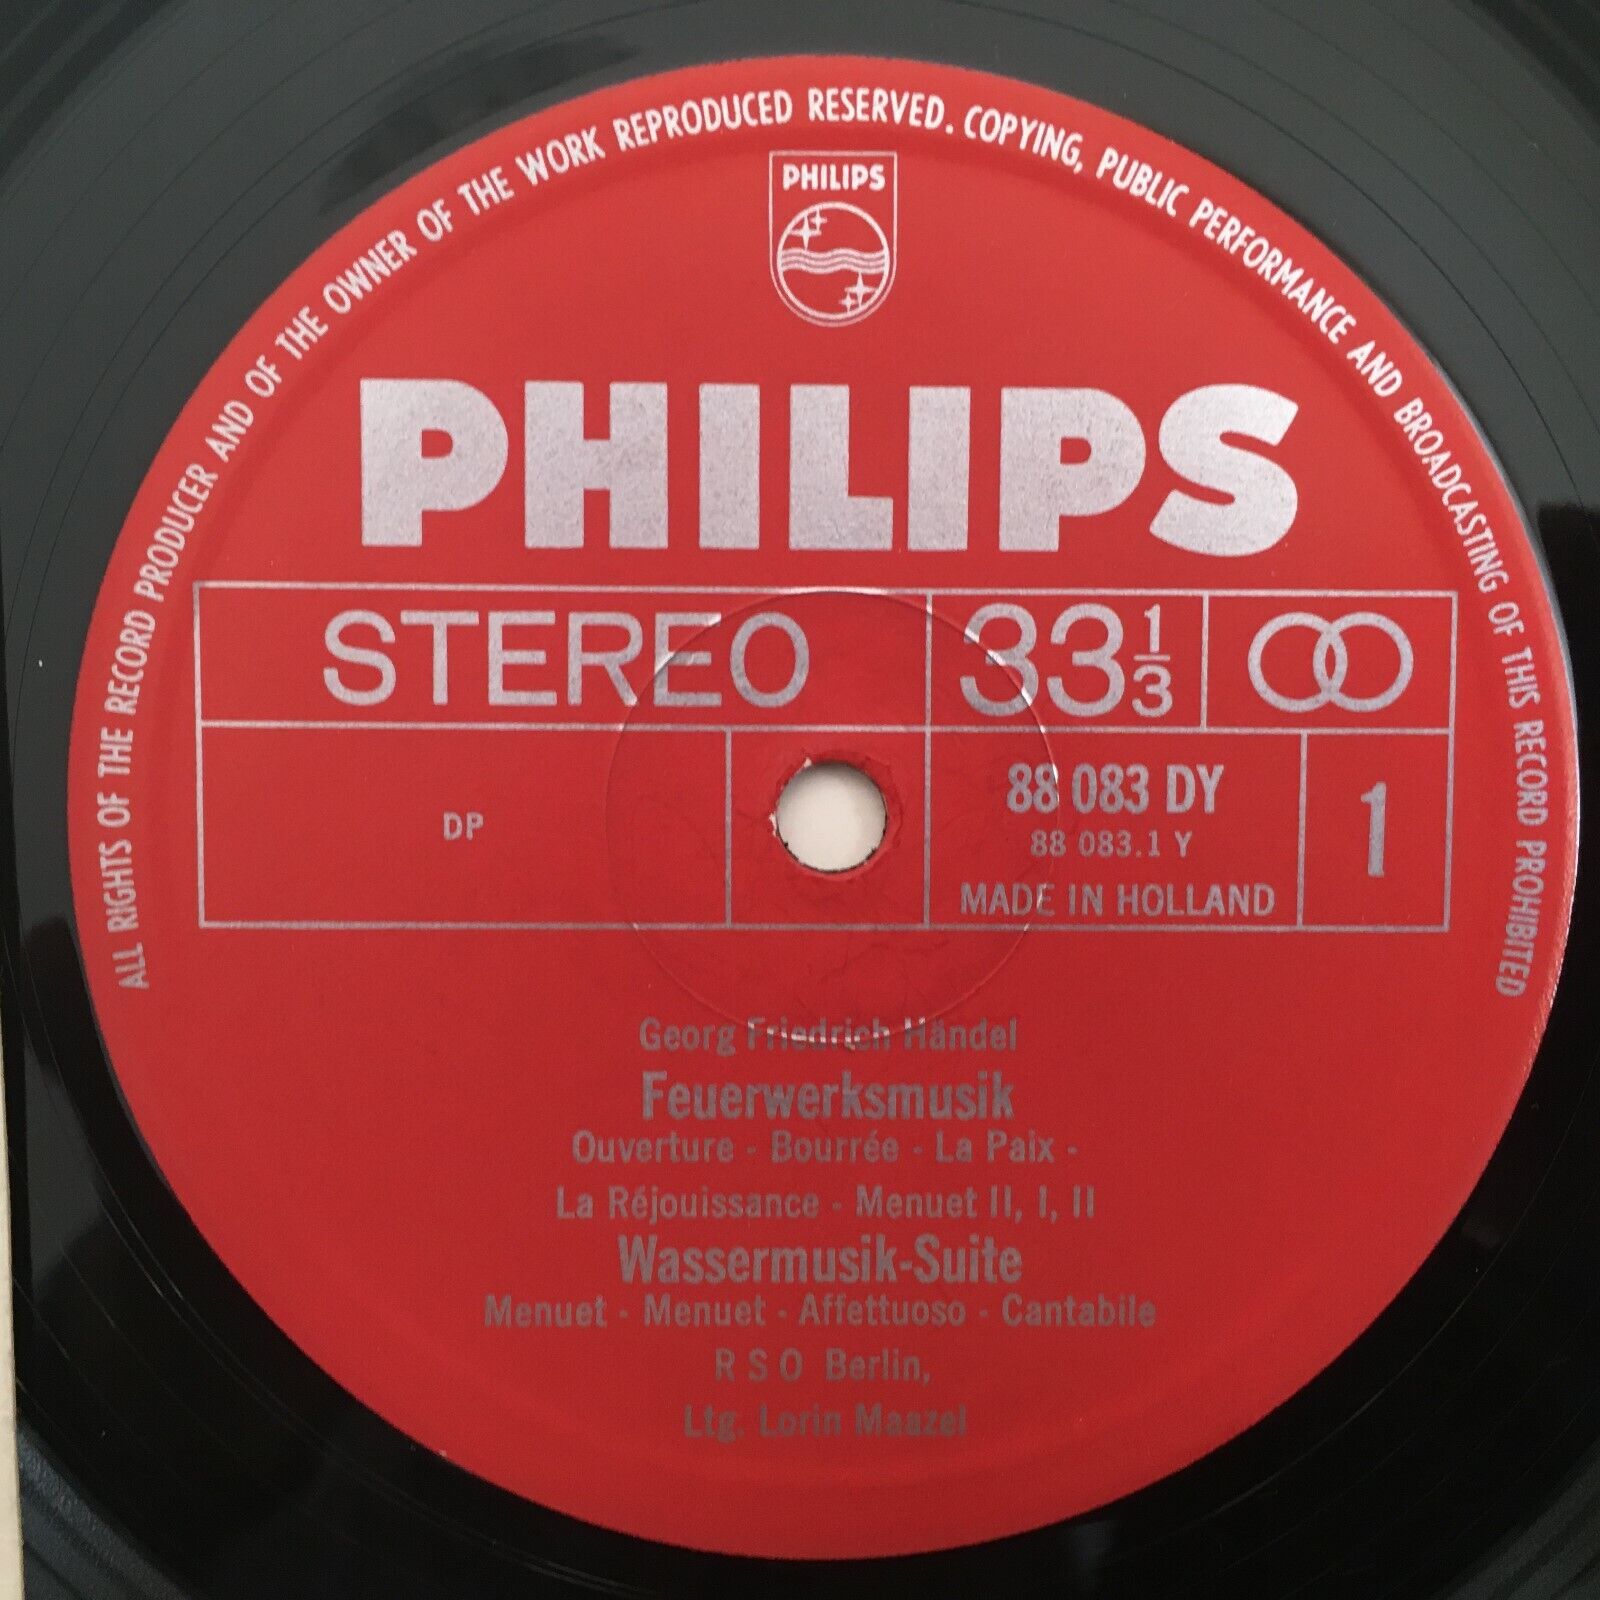 ALL RIGHTS OF THE RECORD PRODUCER AND OF THE OWNER OF THE WORK REPRODUCED RESERVED. COPYING, PUBLIC PERFORMANCE AND BROADCASTING OF THIS RECORD PROHIBITED
PHILIPS
PHILIPS
STEREO 33 1/3
DP
88 083 DY
88 083.1 Y
MADE IN HOLLAND
1
Georg Friedrich Händel
Feuerwerksmusik
Ouverture - Bourrée - La Paix -
La Réjouissance - Menuet II, I, II
Wassermusik-Suite
Menuet - Menuet - Affettuoso - Cantabile
R S O Berlin,
Ltg. Lorin Maazel